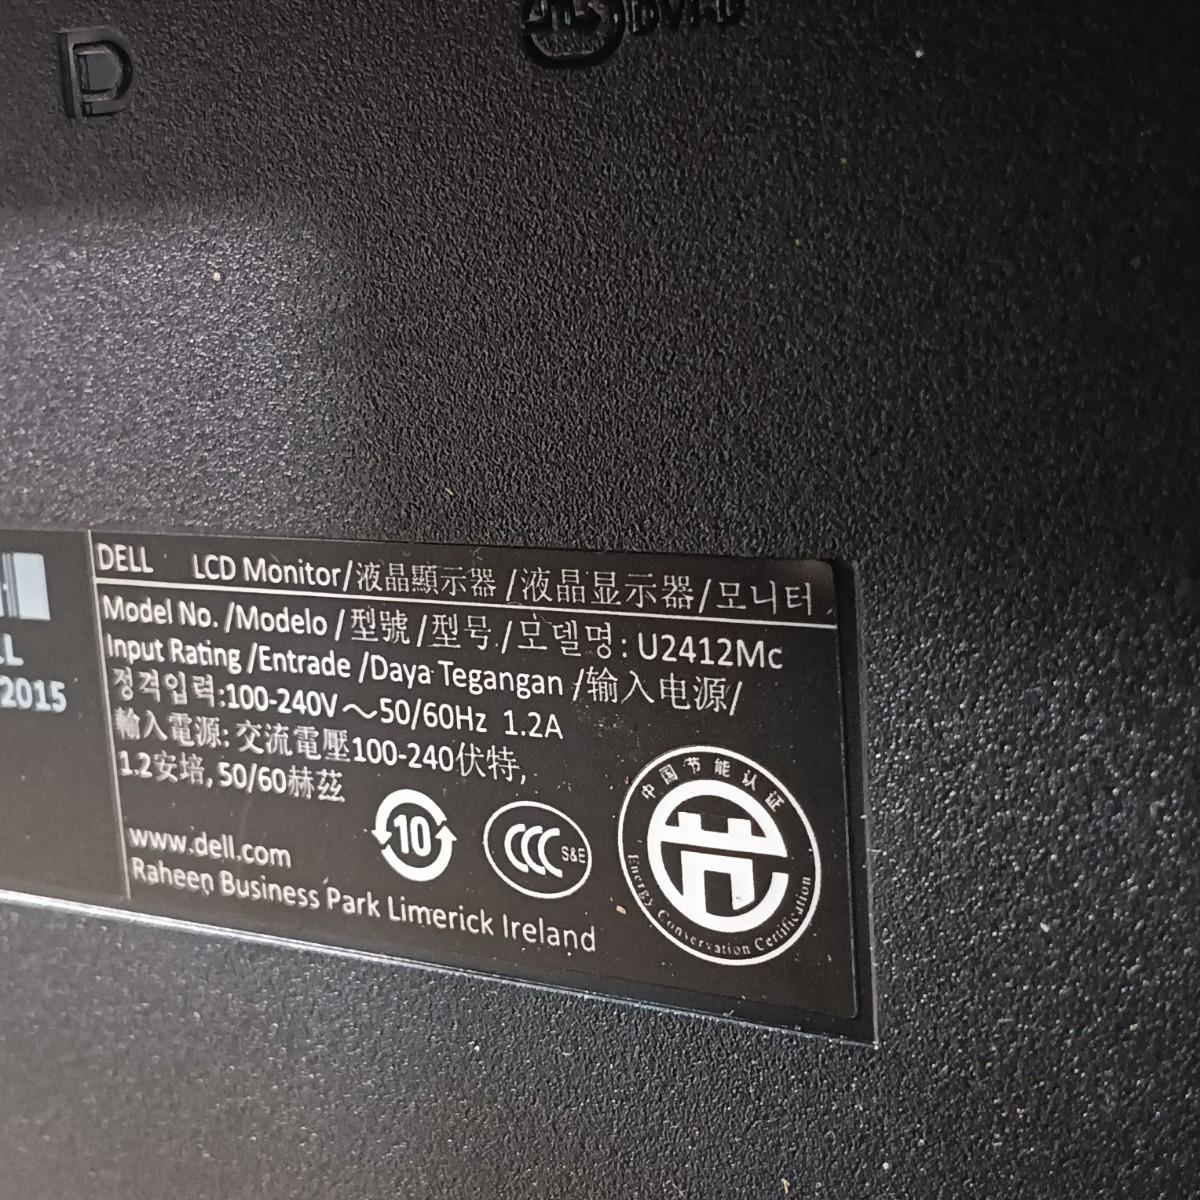 DVI-D
LL
2015
DELL LCD Monitor/液晶顯示器/液晶显示器/모니터
Model No./Modelo/型號/型号/모델명: U2412Mc
Input Rating/Entrade/Daya Tegangan/输入电源/
정격입력:100-240V～50/60Hz 1.2A
輸入電源: 交流電壓100-240伏特,
1.2安培, 50/60赫茲
www.dell.com
Raheen Business Park Limerick Ireland
10
CCC S&E
中国节能认证
Energy Conservation Certification